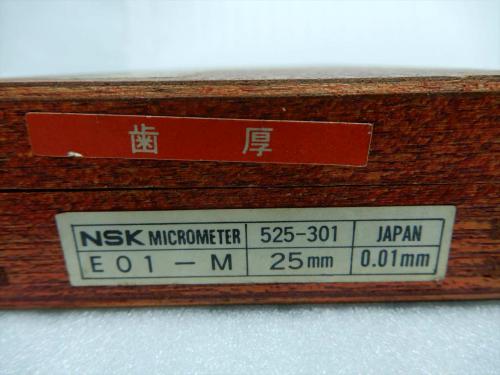 歯 厚
NSK MICROMETER 525-301 JAPAN
E01-M 25mm 0.01mm